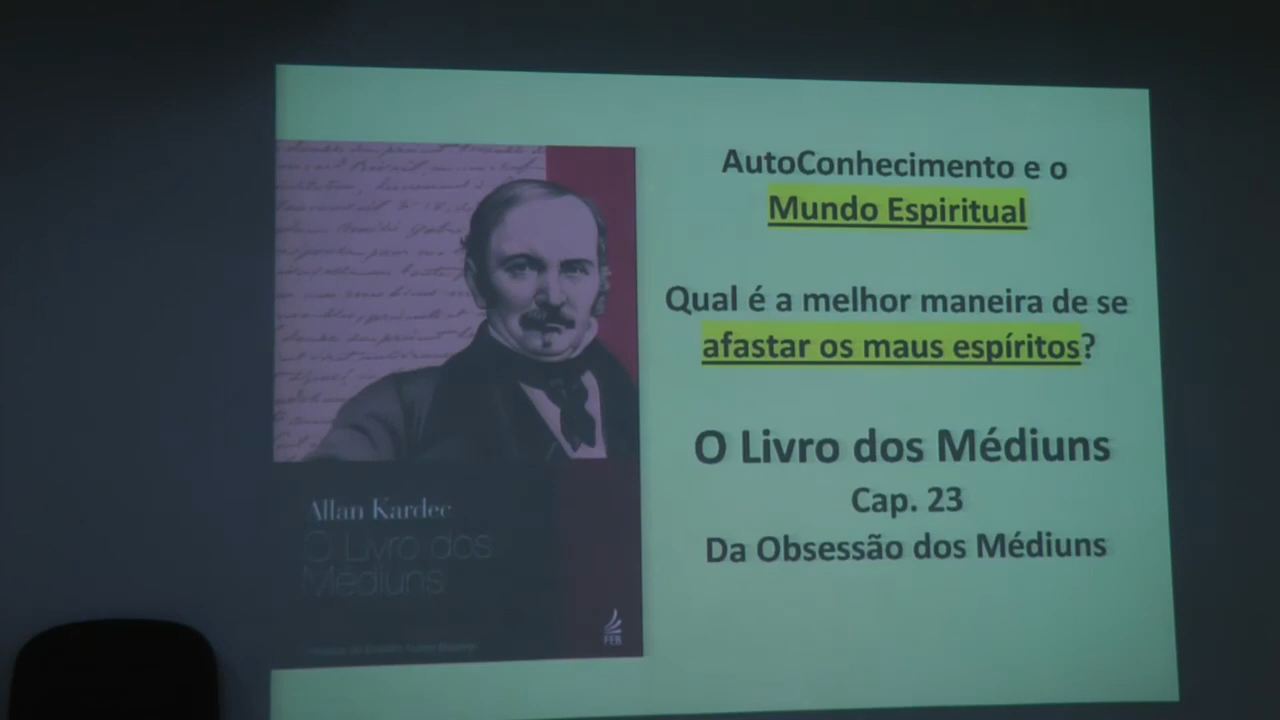 AutoConhecimento e o
Mundo Espiritual
Qual é a melhor maneira de se
afastar os maus espíritos?
O Livro dos Médiuns
Cap. 23
Da Obsessão dos Médiuns
Allan Kardec
O Livro dos
Médiuns
FEB